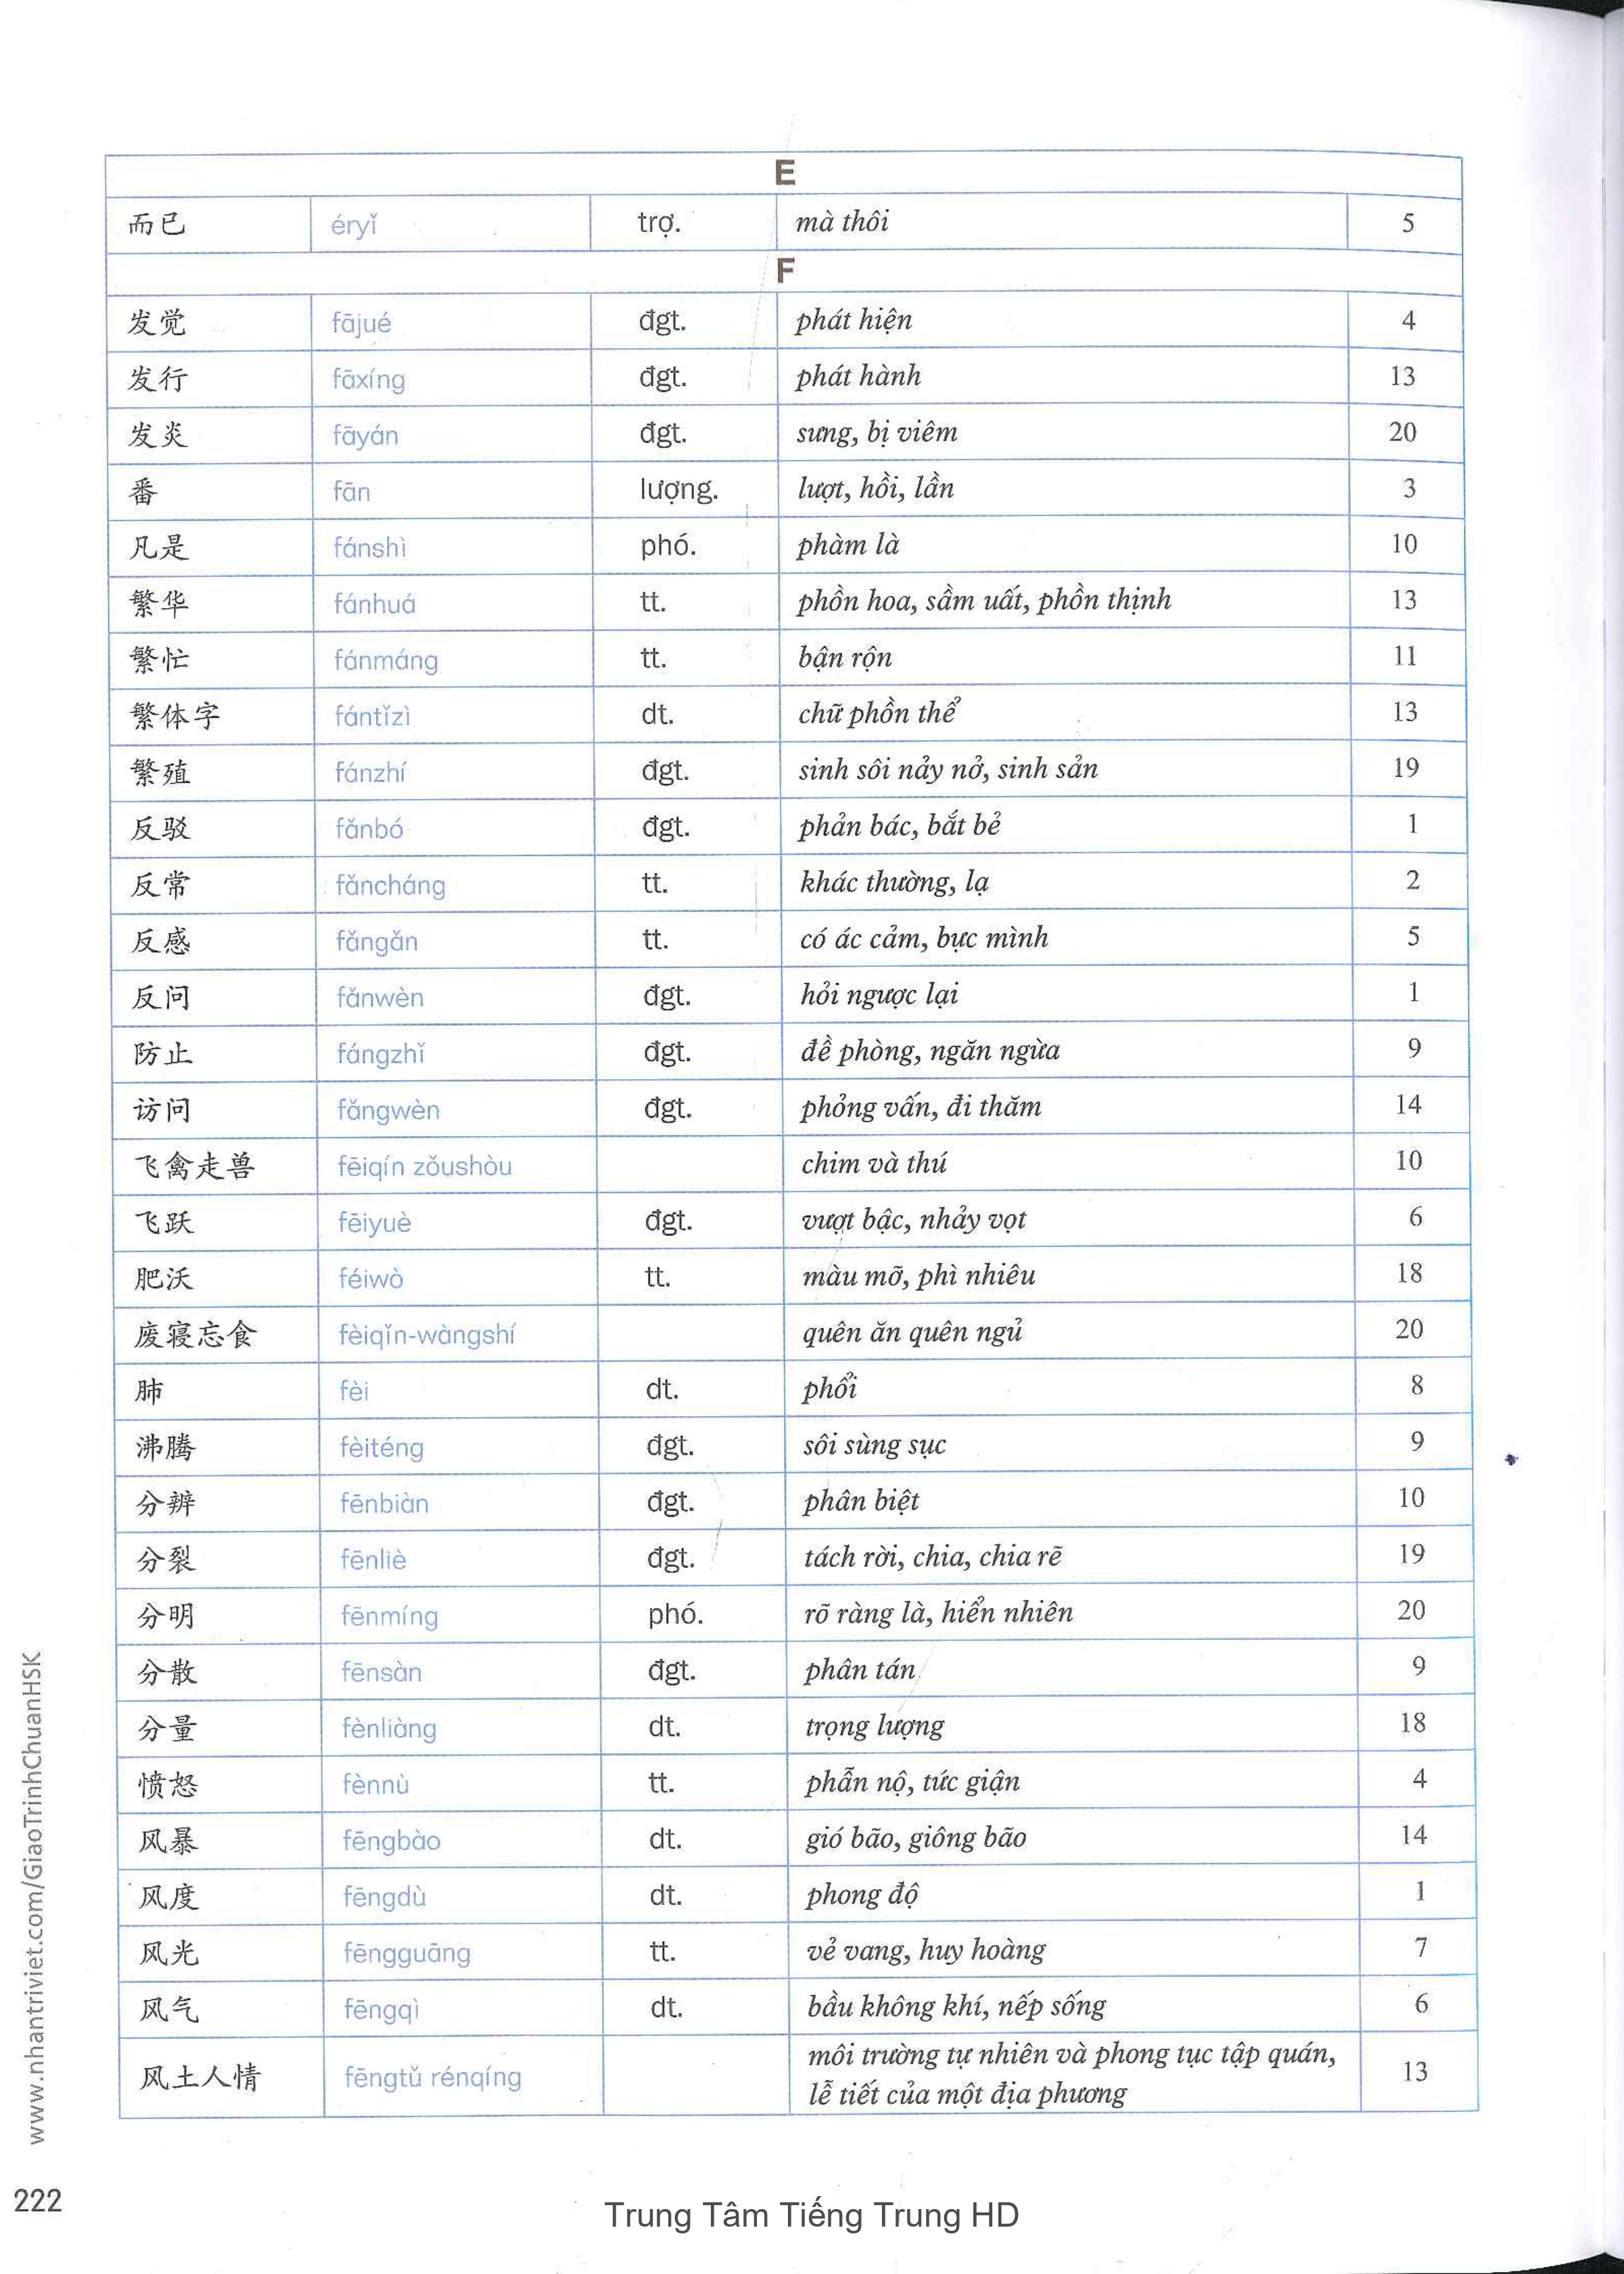 E
而已 éryǐ trợ. mà thôi 5
F
发觉 fājué đgt. phát hiện 4
发行 fāxíng đgt. phát hành 13
发炎 fāyán đgt. sưng, bị viêm 20
番 fān lượng. lượt, hồi, lần 3
凡是 fánshì phó. phàm là 10
繁华 fánhuá tt. phồn hoa, sầm uất, phồn thịnh 13
繁忙 fánmáng tt. bận rộn 11
繁体字 fántǐzì dt. chữ phồn thể 13
繁殖 fánzhí đgt. sinh sôi nảy nở, sinh sản 19
反驳 fǎnbó đgt. phản bác, bắt bẻ 1
反常 fǎncháng tt. khác thường, lạ 2
反感 fǎngǎn tt. có ác cảm, bực mình 5
反问 fǎnwèn đgt. hỏi ngược lại 1
防止 fángzhǐ đgt. đề phòng, ngăn ngừa 9
访问 fǎngwèn đgt. phỏng vấn, đi thăm 14
飞禽走兽 fēiqín zǒushòu chim và thú 10
飞跃 fēiyuè đgt. vượt bậc, nhảy vọt 6
肥沃 féiwò tt. màu mỡ, phì nhiêu 18
废寝忘食 fèiqǐn-wàngshí quên ăn quên ngủ 20
肺 fèi dt. phổi 8
沸腾 fèiténg đgt. sôi sùng sục 9
分辨 fēnbiàn đgt. phân biệt 10
分裂 fēnliè đgt. tách rời, chia, chia rẽ 19
分明 fēnmíng phó. rõ ràng là, hiển nhiên 20
分散 fēnsàn đgt. phân tán 9
分量 fènliàng dt. trọng lượng 18
愤怒 fènnù tt. phẫn nộ, tức giận 4
风暴 fēngbào dt. gió bão, giông bão 14
风度 fēngdù dt. phong độ 1
风光 fēngguāng tt. vẻ vang, huy hoàng 7
风气 fēngqì dt. bầu không khí, nếp sống 6
风土人情 fēngtǔ rénqíng môi trường tự nhiên và phong tục tập quán, 13
lễ tiết của một địa phương
www.nhantriviet.com/GiaoTrinhChuanHSK
222
Trung Tâm Tiếng Trung HD